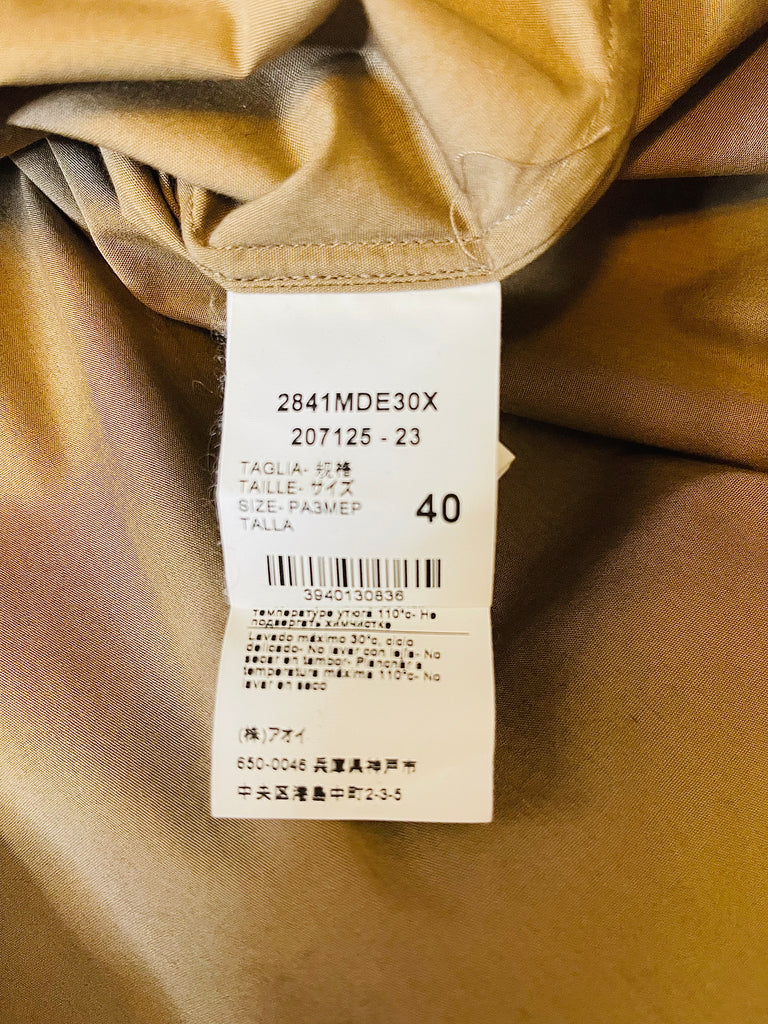 2841MDE30X
207125 - 23
TAGLIA- 规格
TAILLE- サイズ
SIZE- РАЗМЕР
TALLA
40
3940130836
температуре утюга 110°c- Не
подвергать химчистке
Lavado máximo 30°c, ciclo
delicado- No lavar con lejía- No
secar en tambor- Planchar a
temperatura máxima 110°c- No
lavar en seco
(株)アオイ
650-0046 兵庫県神戸市
中央区港島中町2-3-5